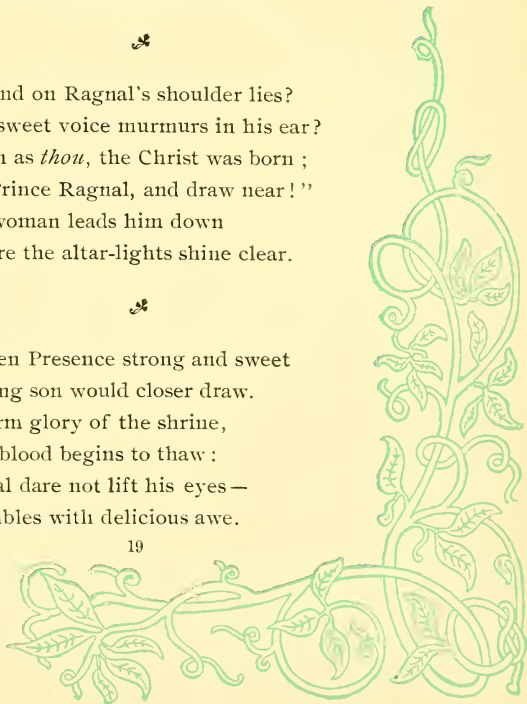 nd on Ragnal's shoulder lies?
sweet voice murmurs in his ear?
as thou, the Christ was born ;
rince Ragnal, and draw near! "
woman leads him down
re the altar-lights shine clear.
en Presence strong and sweet
ng son would closer draw.
rm glory of the shrine,
blood begins to thaw :
al dare not lift his eyes—
bles with delicious awe.
19